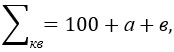 ∑кв = 100 + а + в,